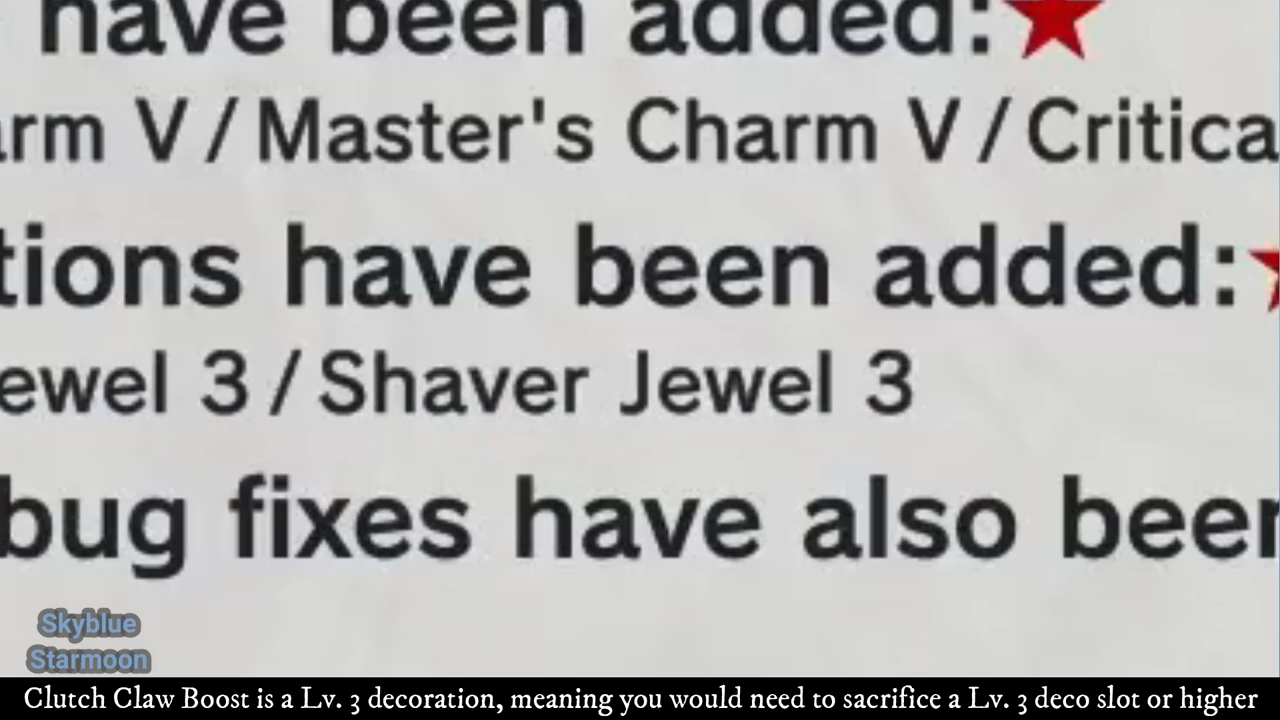 have been added:★
arm V / Master's Charm V / Critica
tions have been added:★
ewel 3 / Shaver Jewel 3
bug fixes have also been
Skyblue
Starmoon
Clutch Claw Boost is a Lv. 3 decoration, meaning you would need to sacrifice a Lv. 3 deco slot or higher